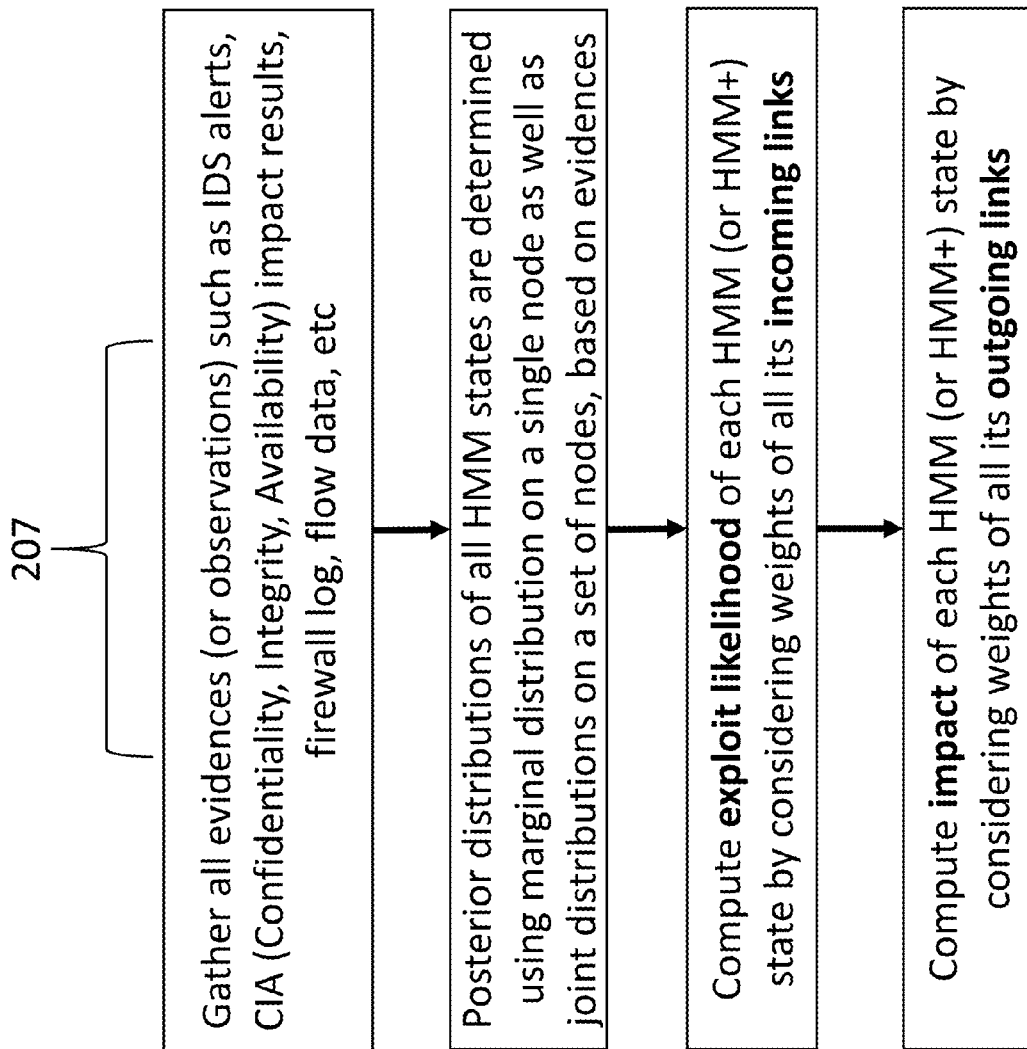 207
Gather all evidences (or observations) such as IDS alerts,
CIA (Confidentiality, Integrity, Availability) impact results,
firewall log, flow data, etc
Posterior distributions of all HMM states are determined
using marginal distribution on a single node as well as
joint distributions on a set of nodes, based on evidences
Compute exploit likelihood of each HMM (or HMM+)
state by considering weights of all its incoming links
Compute impact of each HMM (or HMM+) state by
considering weights of all its outgoing links